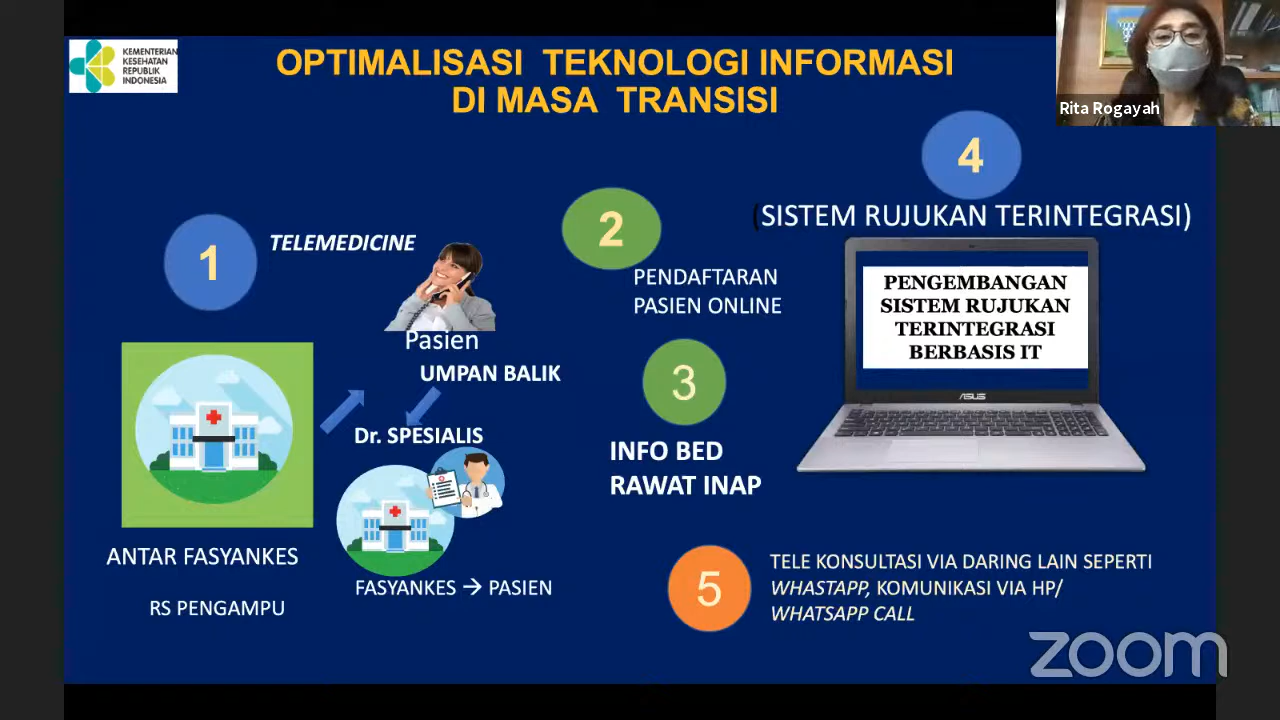 KEMENTERIAN
KESEHATAN
REPUBLIK
INDONESIA
OPTIMALISASI TEKNOLOGI INFORMASI
DI MASA TRANSISI
Rita Rogayah
1
TELEMEDICINE
Pasien
UMPAN BALIK
Dr. SPESIALIS
ANTAR FASYANKES
RS PENGAMPU
FASYANKES → PASIEN
2
PENDAFTARAN
PASIEN ONLINE
3
INFO BED
RAWAT INAP
4
(SISTEM RUJUKAN TERINTEGRASI)
PENGEMBANGAN
SISTEM RUJUKAN
TERINTEGRASI
BERBASIS IT
ASUS
5
TELE KONSULTASI VIA DARING LAIN SEPERTI
WHASTAPP, KOMUNIKASI VIA HP/
WHATSAPP CALL
zoom